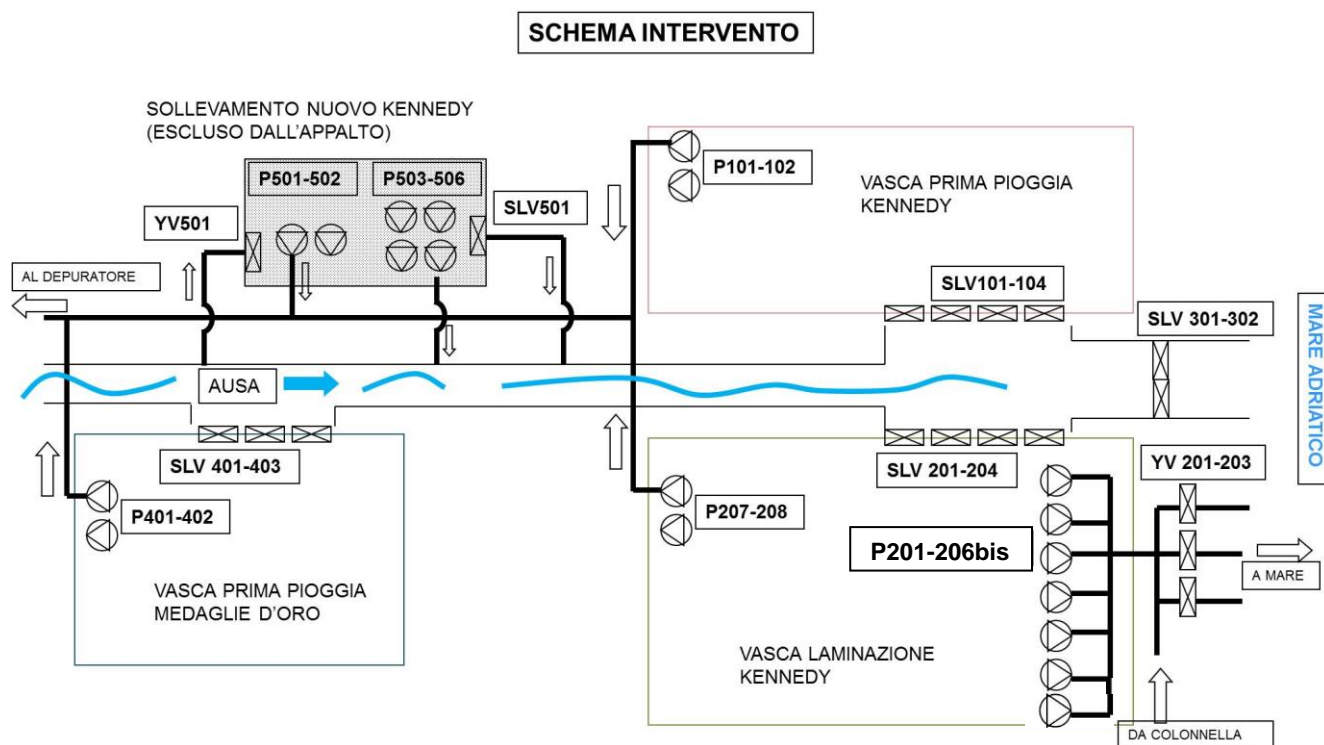 SCHEMA INTERVENTO
SOLLEVAMENTO NUOVO KENNEDY
(ESCLUSO DALL'APPALTO)
P501-502
P503-506
SLV501
YV501
P101-102
VASCA PRIMA PIOGGIA
KENNEDY
AL DEPURATORE
SLV101-104
SLV 301-302
MARE ADRIATICO
AUSA
SLV 401-403
SLV 201-204
YV 201-203
P401-402
P207-208
P201-206bis
A MARE
VASCA PRIMA PIOGGIA
MEDAGLIE D'ORO
VASCA LAMINAZIONE
KENNEDY
DA COLONNELLA